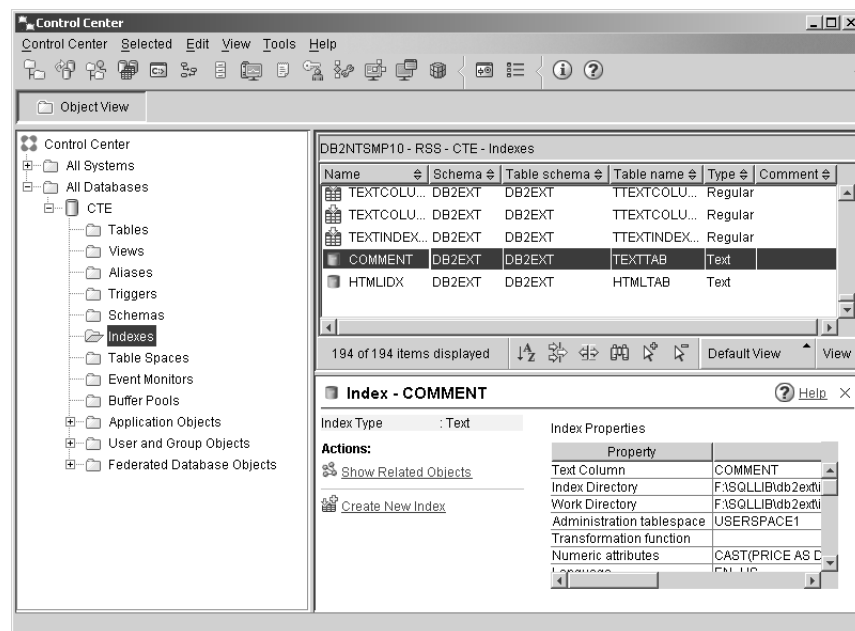 Control Center
Control Center Selected Edit View Tools Help
Object View
Control Center
All Systems
All Databases
CTE
Tables
Views
Aliases
Triggers
Schemas
Indexes
Table Spaces
Event Monitors
Buffer Pools
Application Objects
User and Group Objects
Federated Database Objects
DB2NTSMP10 - RSS - CTE - Indexes
Name Schema Table schema Table name Type Comment
TEXTCOLU... DB2EXT DB2EXT TTEXTCOLU... Regular
TEXTCOLU... DB2EXT DB2EXT TTEXTCOLU... Regular
TEXTINDEX... DB2EXT DB2EXT TTEXTINDEX... Regular
COMMENT DB2EXT DB2EXT TEXTTAB Text
HTMLIDX DB2EXT DB2EXT HTMLTAB Text
194 of 194 items displayed Default View View
Index - COMMENT Help
Index Type : Text
Actions:
Show Related Objects
Create New Index
Index Properties
Property
Text Column COMMENT
Index Directory F:\SQLLIB\db2ext\i
Work Directory F:\SQLLIB\db2ext\i
Administration tablespace USERSPACE1
Transformation function
Numeric attributes CAST(PRICE AS D
Language EN_US